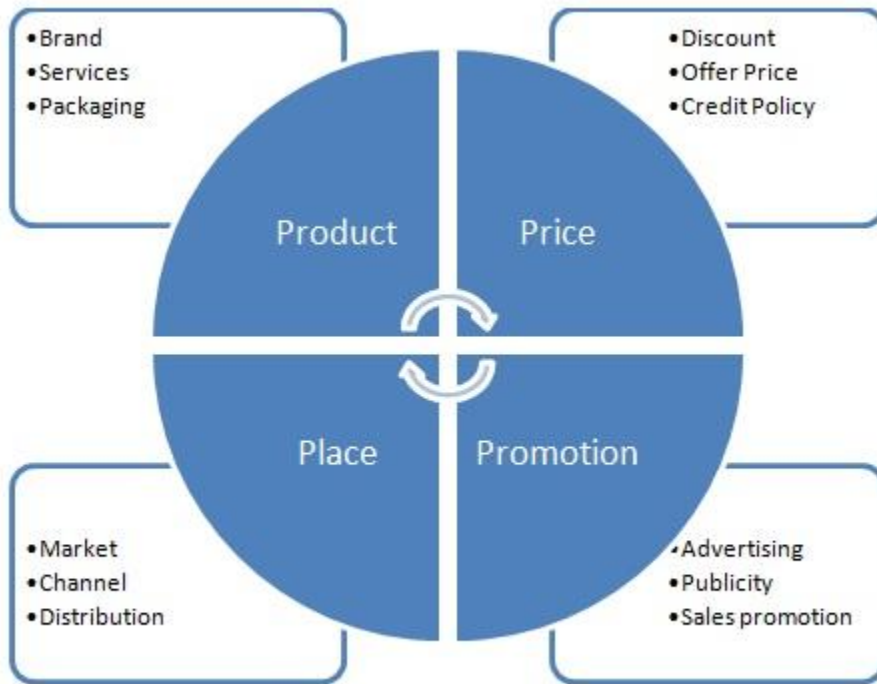 •Brand
•Services
•Packaging
•Discount
•Offer Price
•Credit Policy
Product
Price
Place
Promotion
•Market
•Channel
•Distribution
•Advertising
•Publicity
•Sales promotion